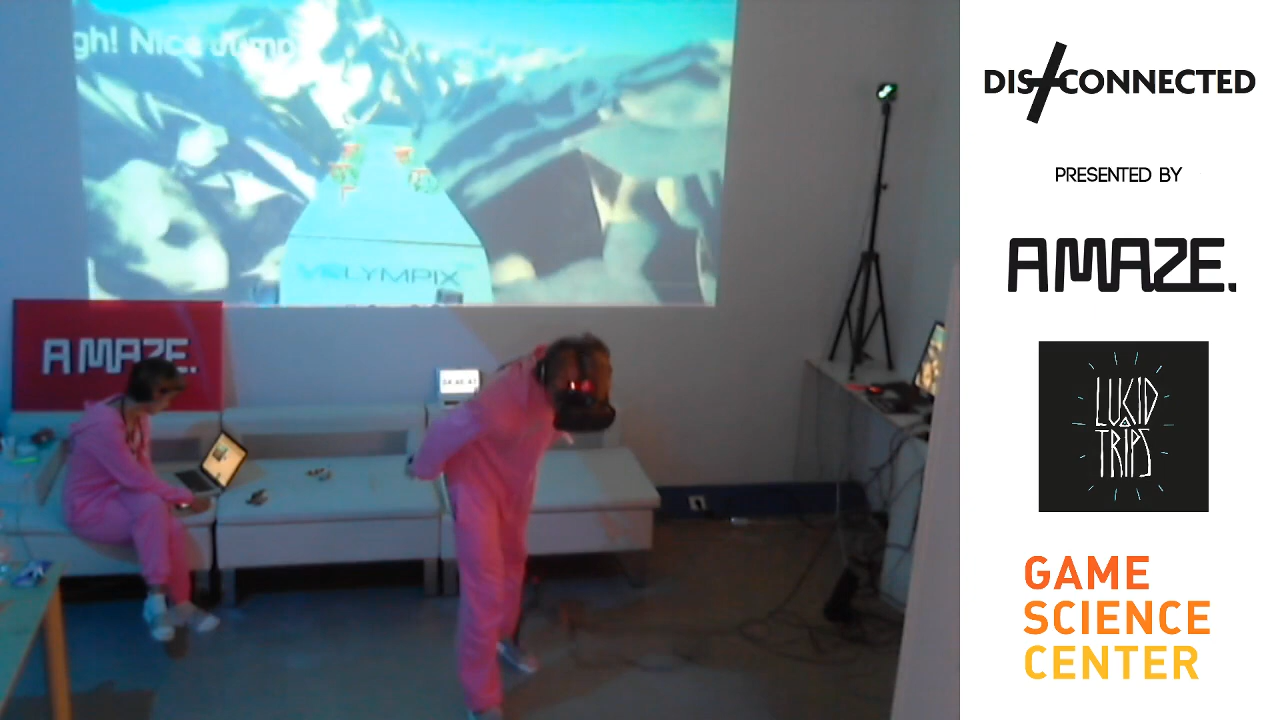 gh! Nice Jump
VRLYMPIX
A MAZE.
DIS/CONNECTED
PRESENTED BY
A MAZE.
LUCID
TRIPS
GAME
SCIENCE
CENTER